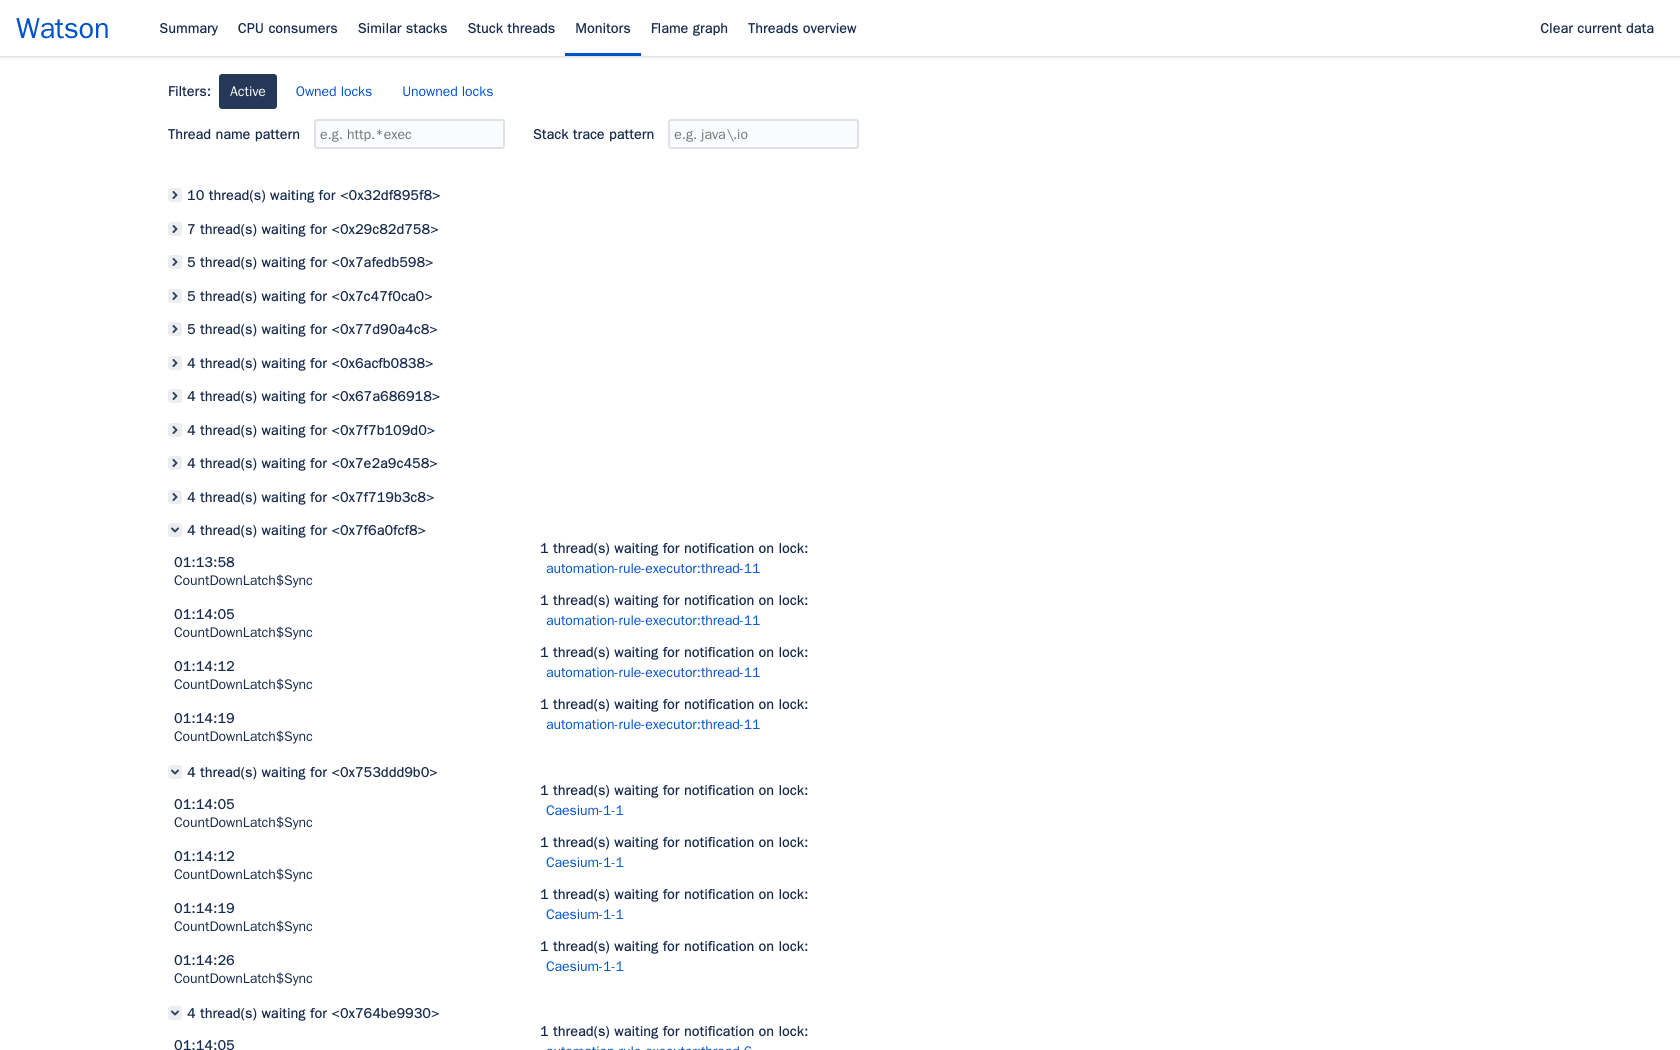 Watson Summary CPU consumers Similar stacks Stuck threads Monitors Flame graph Threads overview Clear current data
Filters: Active Owned locks Unowned locks
Thread name pattern e.g. http.*exec Stack trace pattern e.g. java\.io
10 thread(s) waiting for <0x32df895f8>
7 thread(s) waiting for <0x29c82d758>
5 thread(s) waiting for <0x7afedb598>
5 thread(s) waiting for <0x7c47f0ca0>
5 thread(s) waiting for <0x77d90a4c8>
4 thread(s) waiting for <0x6acfb0838>
4 thread(s) waiting for <0x67a686918>
4 thread(s) waiting for <0x7f7b109d0>
4 thread(s) waiting for <0x7e2a9c458>
4 thread(s) waiting for <0x7f719b3c8>
4 thread(s) waiting for <0x7f6a0fcf8>
1 thread(s) waiting for notification on lock:
01:13:58 automation-rule-executor:thread-11
CountDownLatch$Sync
1 thread(s) waiting for notification on lock:
01:14:05 automation-rule-executor:thread-11
CountDownLatch$Sync
1 thread(s) waiting for notification on lock:
01:14:12 automation-rule-executor:thread-11
CountDownLatch$Sync
1 thread(s) waiting for notification on lock:
01:14:19 automation-rule-executor:thread-11
CountDownLatch$Sync
4 thread(s) waiting for <0x753ddd9b0>
1 thread(s) waiting for notification on lock:
01:14:05 Caesium-1-1
CountDownLatch$Sync
1 thread(s) waiting for notification on lock:
01:14:12 Caesium-1-1
CountDownLatch$Sync
1 thread(s) waiting for notification on lock:
01:14:19 Caesium-1-1
CountDownLatch$Sync
1 thread(s) waiting for notification on lock:
01:14:26 Caesium-1-1
CountDownLatch$Sync
4 thread(s) waiting for <0x764be9930>
1 thread(s) waiting for notification on lock:
01:14:05